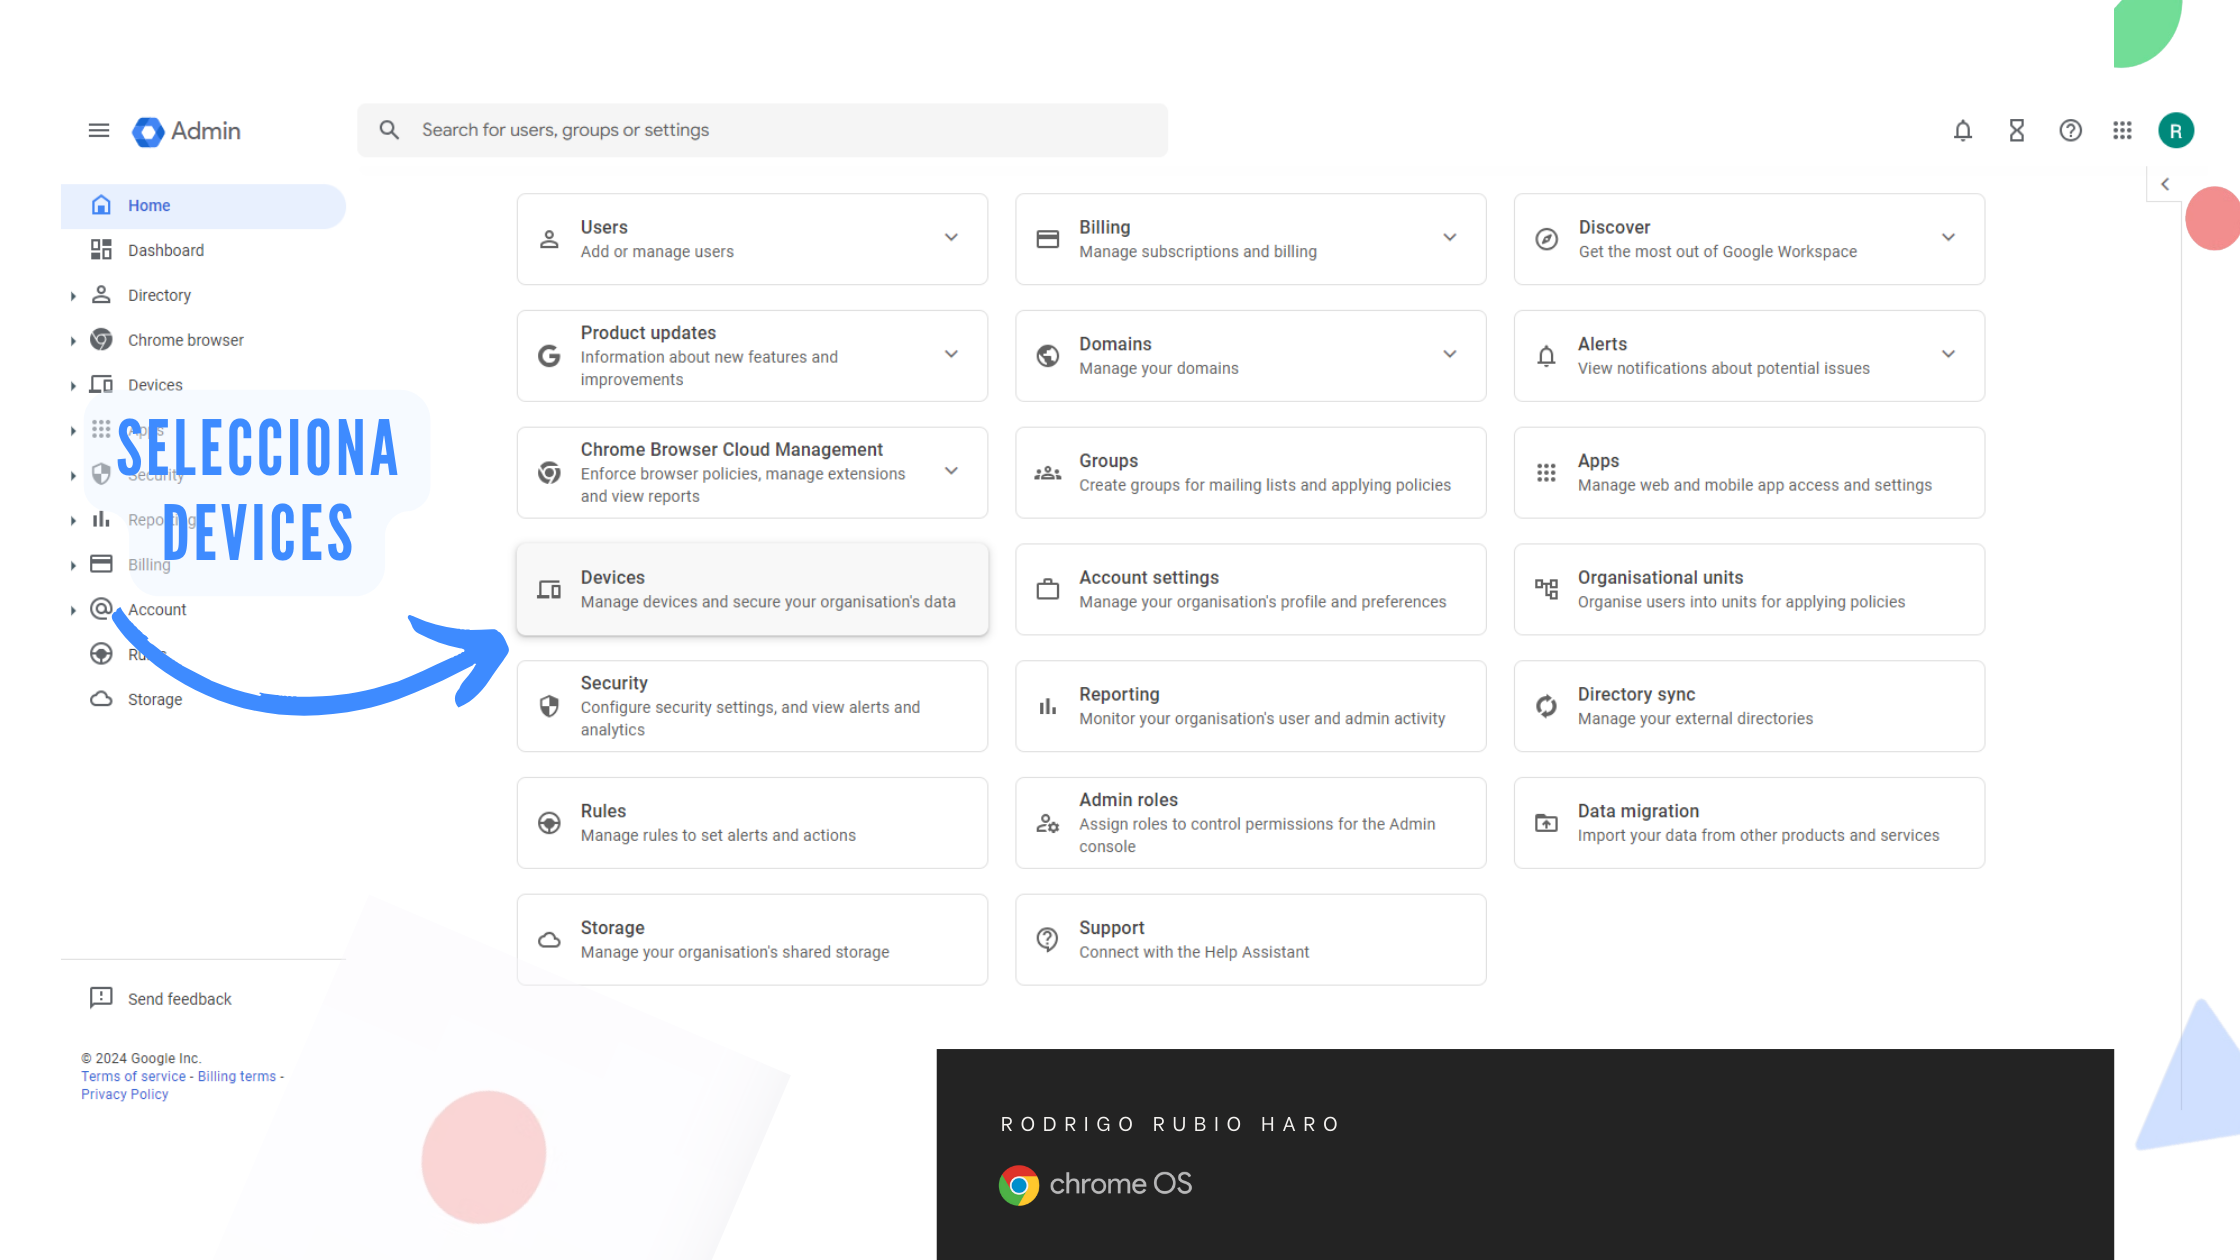 Admin
Search for users, groups or settings
R
Home
Dashboard
Directory
Chrome browser
Devices
Apps
Security
Reporting
Billing
Account
Rules
Storage
SELECCIONA
DEVICES
Users
Add or manage users
Billing
Manage subscriptions and billing
Discover
Get the most out of Google Workspace
Product updates
Information about new features and
improvements
Domains
Manage your domains
Alerts
View notifications about potential issues
Chrome Browser Cloud Management
Enforce browser policies, manage extensions
and view reports
Groups
Create groups for mailing lists and applying policies
Apps
Manage web and mobile app access and settings
Devices
Manage devices and secure your organisation's data
Account settings
Manage your organisation's profile and preferences
Organisational units
Organise users into units for applying policies
Security
Configure security settings, and view alerts and
analytics
Reporting
Monitor your organisation's user and admin activity
Directory sync
Manage your external directories
Rules
Manage rules to set alerts and actions
Admin roles
Assign roles to control permissions for the Admin
console
Data migration
Import your data from other products and services
Storage
Manage your organisation's shared storage
Support
Connect with the Help Assistant
Send feedback
© 2024 Google Inc.
Terms of service - Billing terms -
Privacy Policy
RODRIGO RUBIO HARO
chrome OS